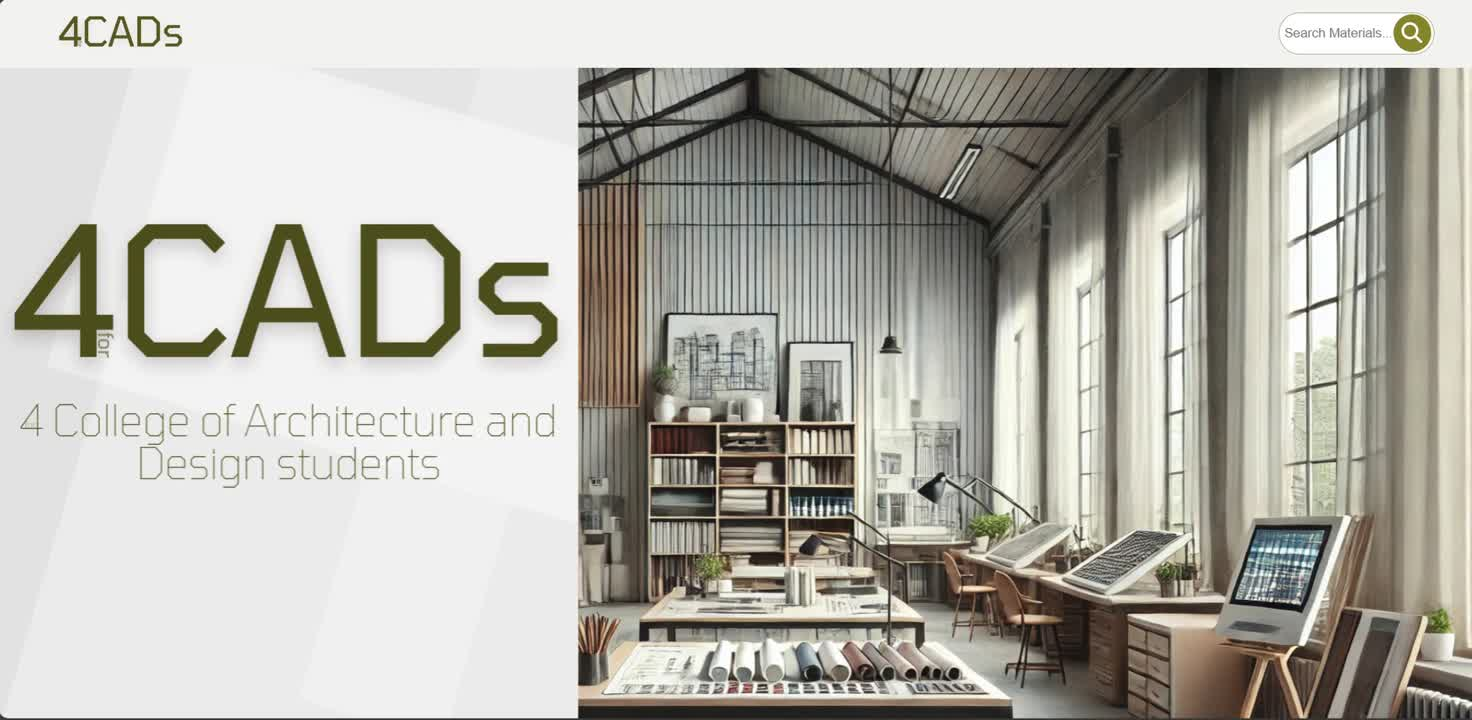 4CADs
Search Materials...
4CADs
for
4 College of Architecture and
Design students